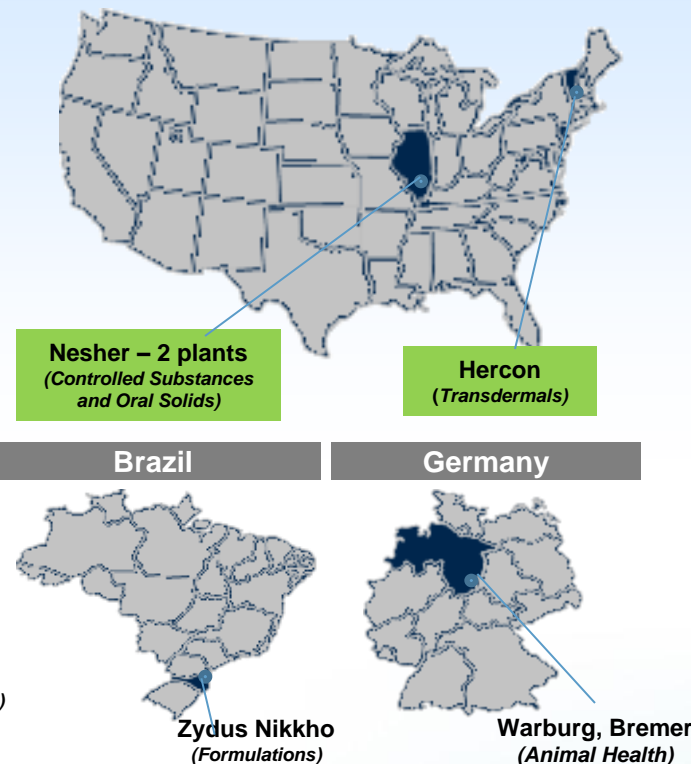 Nesher – 2 plants
(Controlled Substances
and Oral Solids)
Hercon
(Transdermals)
Brazil
Germany
)
Zydus Nikkho
(Formulations)
Warburg, Bremer
(Animal Health)